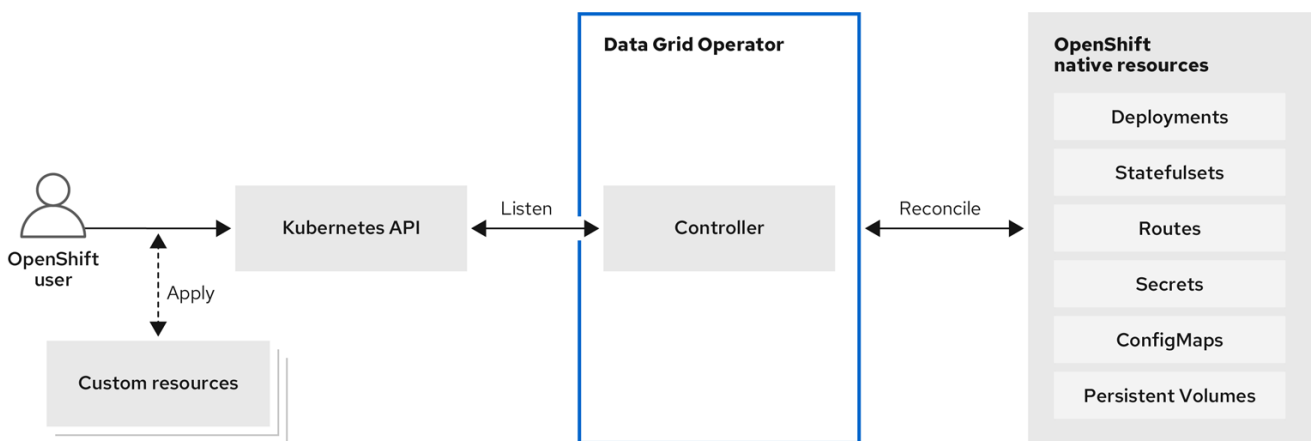 Data Grid Operator
OpenShift
native resources
Deployments
Statefulsets
Routes
Secrets
ConfigMaps
Persistent Volumes
OpenShift
user
Kubernetes API
Listen
Controller
Reconcile
Apply
Custom resources